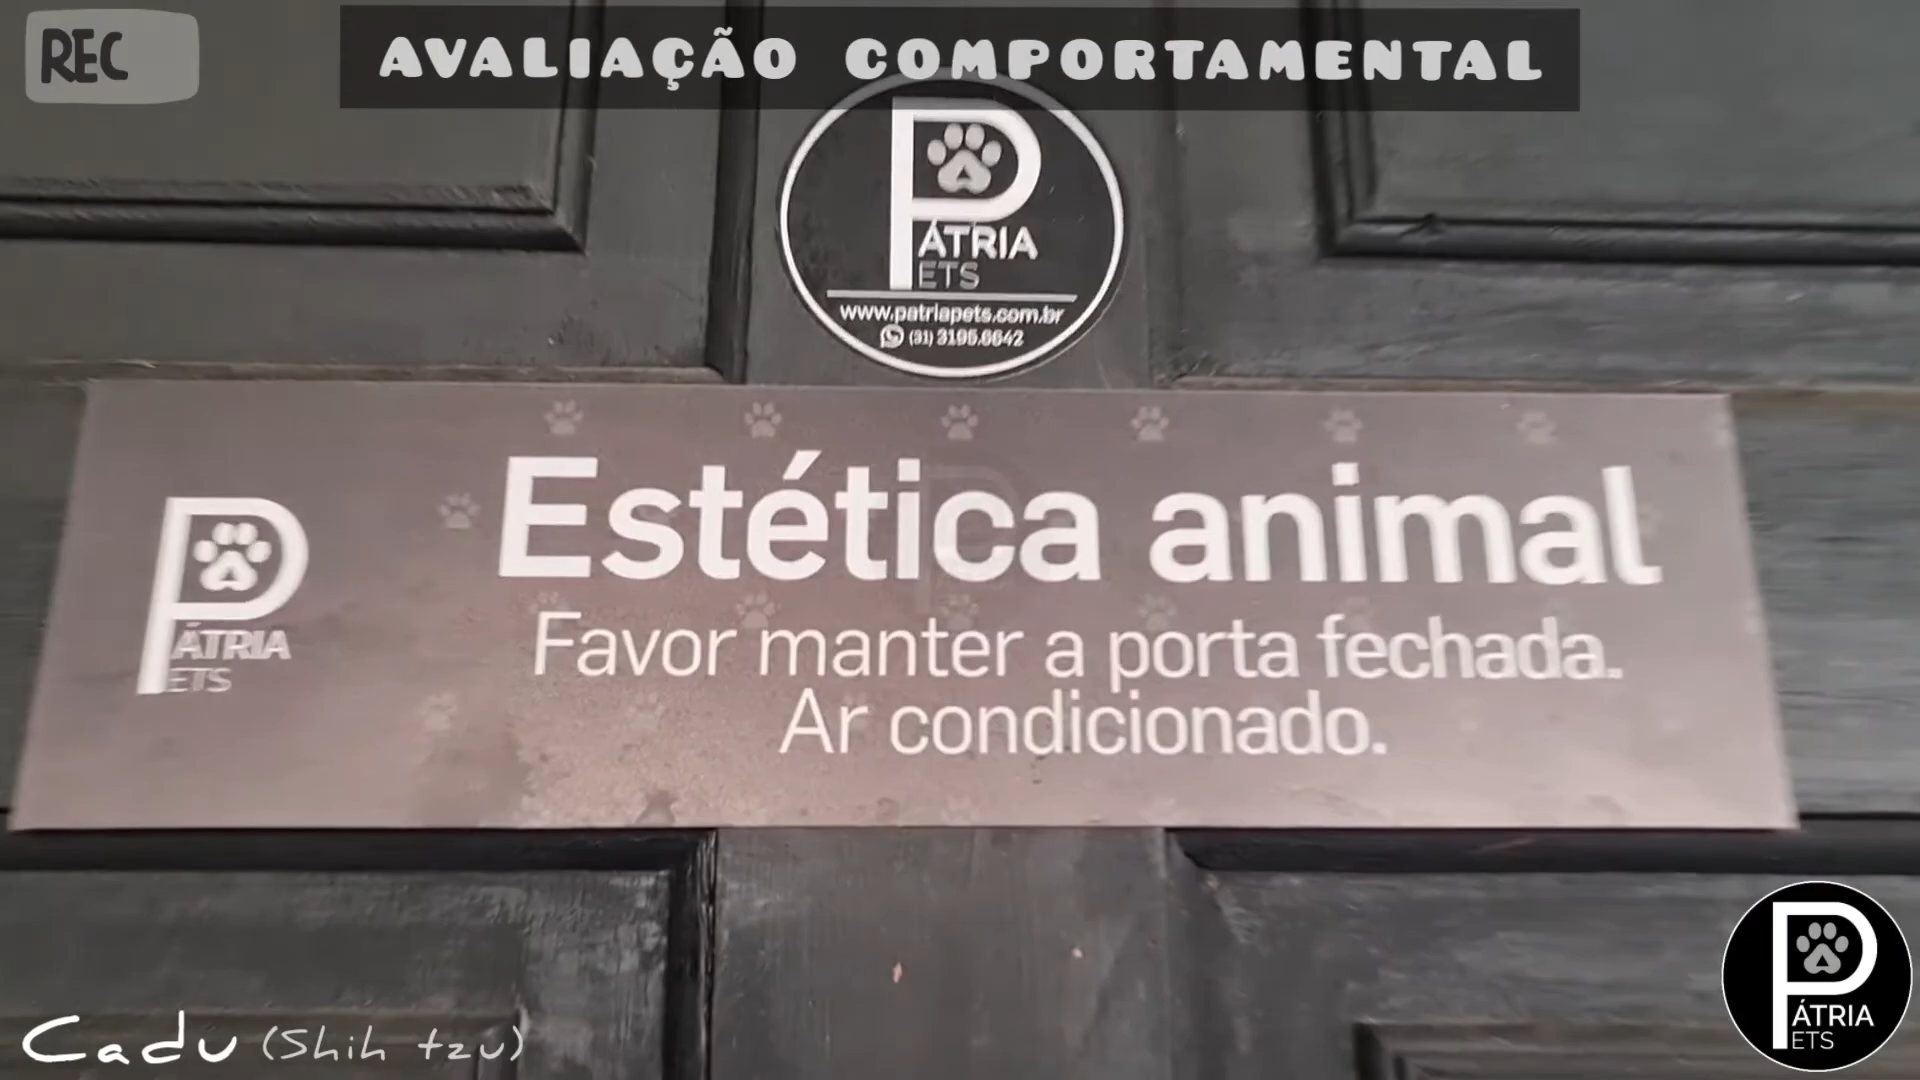 REC
AVALIAÇÃO COMPORTAMENTAL
PÁTRIA
PETS
www.patriapets.com.br
(31) 3195.6642
Estética animal
Favor manter a porta fechada.
Ar condicionado.
PÁTRIA
PETS
Cadu (Shih tzu)
PÁTRIA
PETS